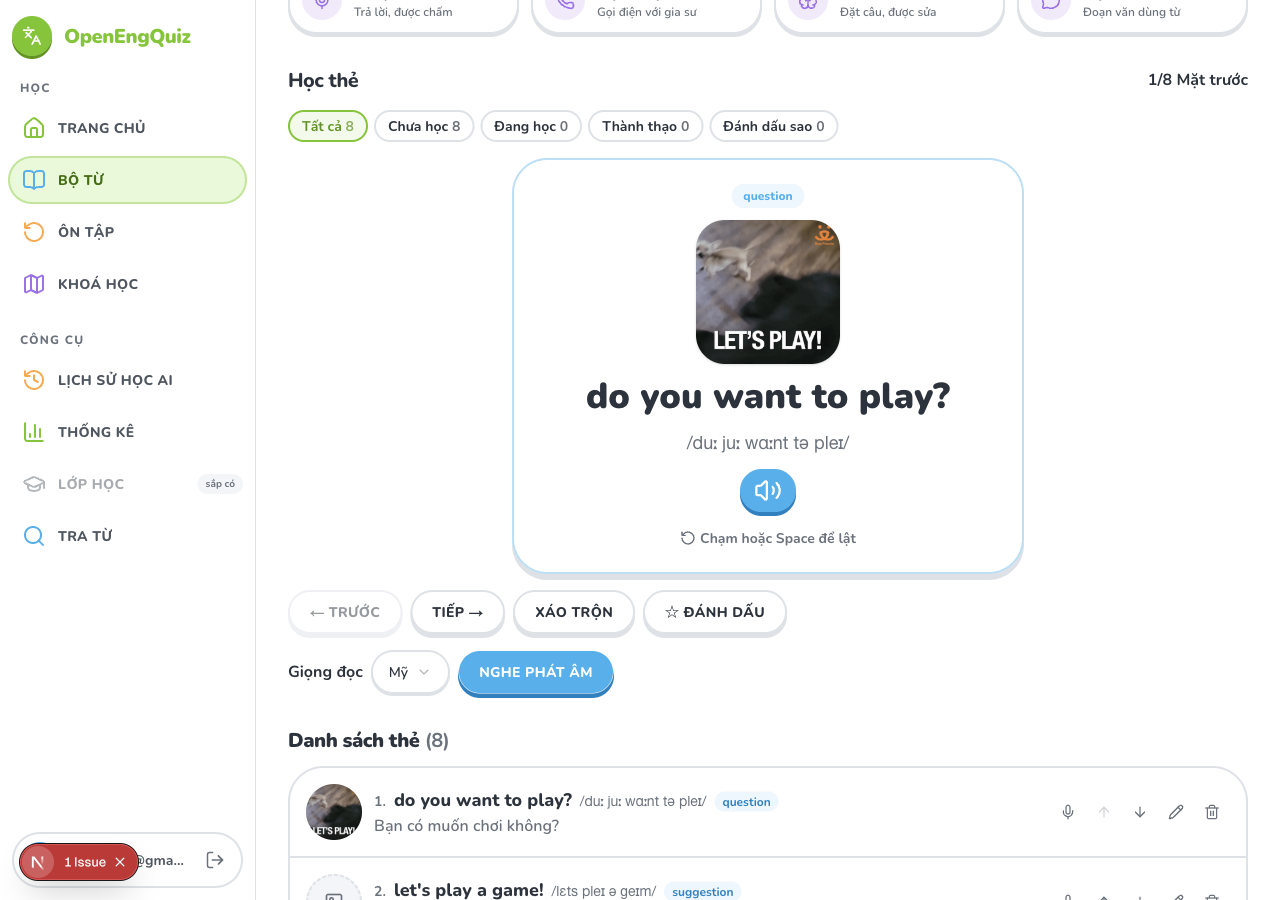 OpenEngQuiz
HỌC
TRANG CHỦ
BỘ TỪ
ÔN TẬP
KHOÁ HỌC
CÔNG CỤ
LỊCH SỬ HỌC AI
THỐNG KÊ
LỚP HỌC sắp có
TRA TỪ
1 Issue
@gma...
Trả lời, được chấm
Gọi điện với gia sư
Đặt câu, được sửa
Đoạn văn dùng từ
Học thẻ
1/8 Mặt trước
Tất cả 8
Chưa học 8
Đang học 0
Thành thạo 0
Đánh dấu sao 0
question
LET'S PLAY!
do you want to play?
/duː juː wɑːnt tə pleɪ/
Chạm hoặc Space để lật
← TRƯỚC
TIẾP →
XÁO TRỘN
☆ ĐÁNH DẤU
Giọng đọc
Mỹ
NGHE PHÁT ÂM
Danh sách thẻ (8)
LET'S PLAY!
1. do you want to play? /duː juː wɑːnt tə pleɪ/ question
Bạn có muốn chơi không?
2. let's play a game! /lɛts pleɪ ə ɡeɪm/ suggestion